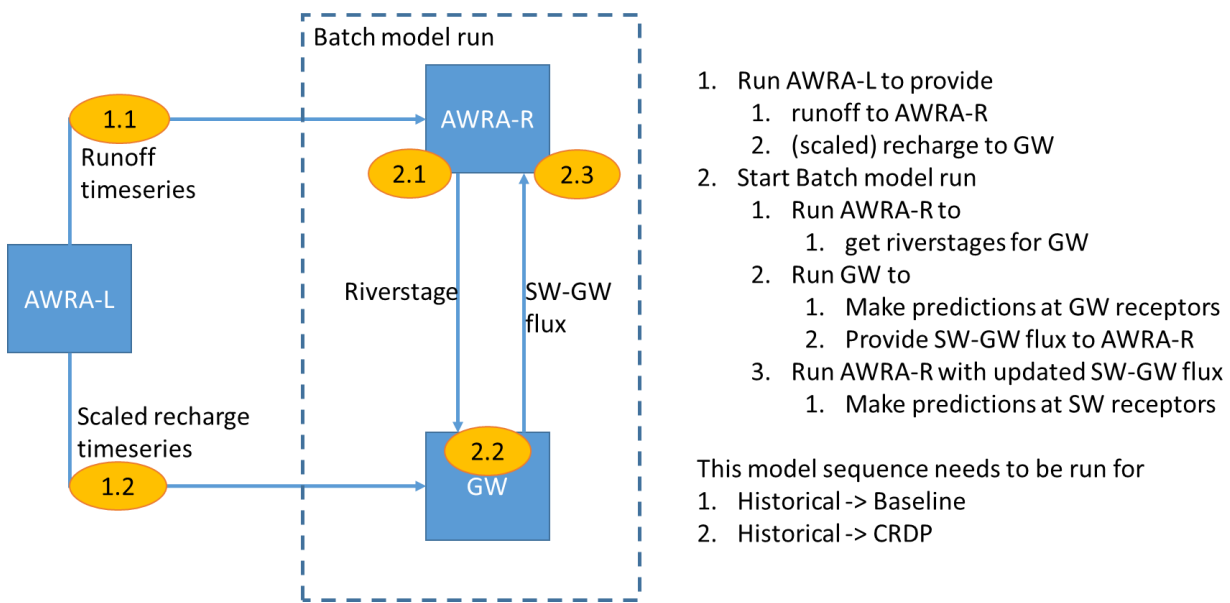 Batch model run
1.1
AWRA-R
Runoff
timeseries
2.1
2.3
AWRA-L
Riverstage
SW-GW
flux
Scaled recharge
timeseries
1.2
2.2
GW
1. Run AWRA-L to provide
1. runoff to AWRA-R
2. (scaled) recharge to GW
2. Start Batch model run
1. Run AWRA-R to
1. get riverstages for GW
2. Run GW to
1. Make predictions at GW receptors
2. Provide SW-GW flux to AWRA-R
3. Run AWRA-R with updated SW-GW flux
1. Make predictions at SW receptors
This model sequence needs to be run for
1. Historical -> Baseline
2. Historical -> CRDP